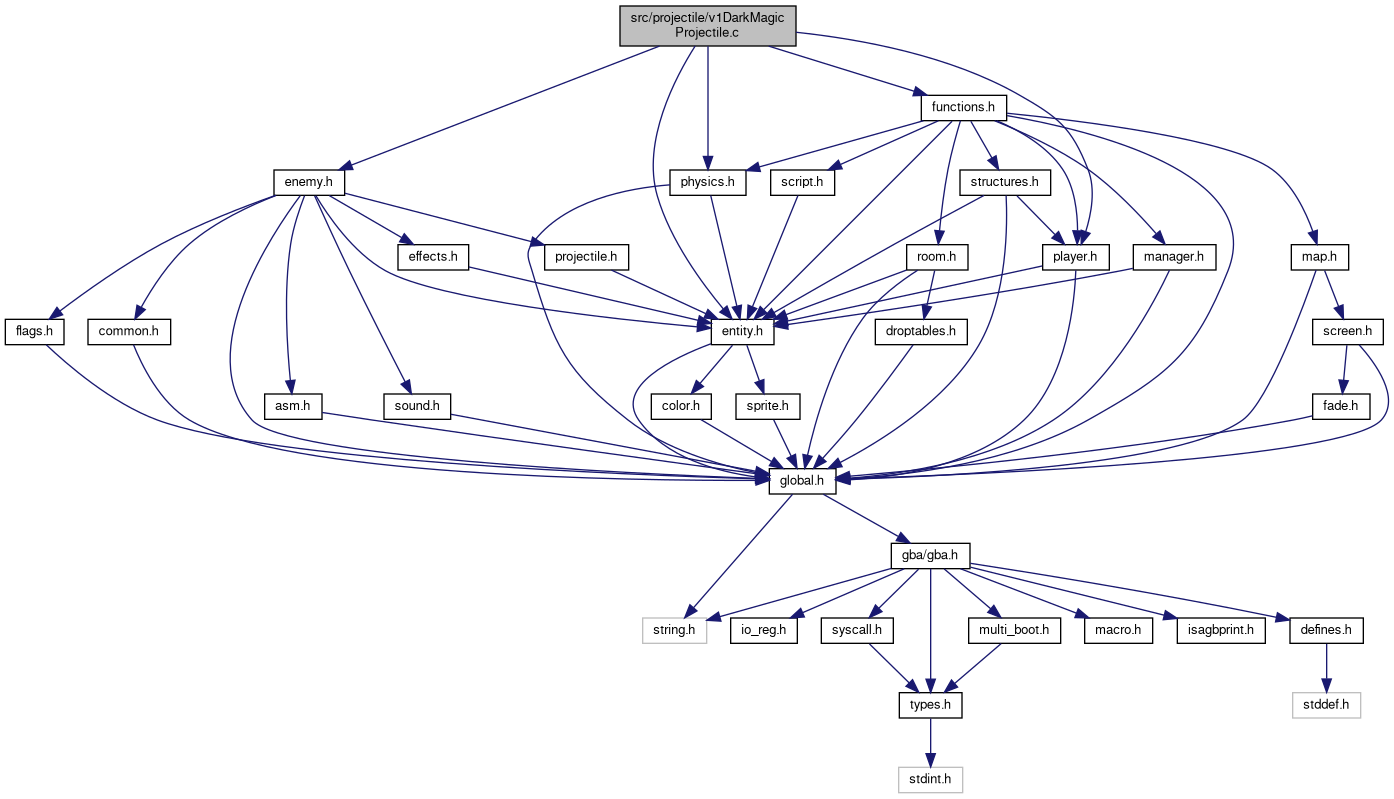 src/projectile/v1DarkMagic
Projectile.c
functions.h
enemy.h
physics.h
script.h
structures.h
effects.h
projectile.h
room.h
player.h
manager.h
map.h
flags.h
common.h
entity.h
droptables.h
screen.h
asm.h
sound.h
color.h
sprite.h
fade.h
global.h
gba/gba.h
string.h
io_reg.h
syscall.h
multi_boot.h
macro.h
isagbprint.h
defines.h
types.h
stddef.h
stdint.h